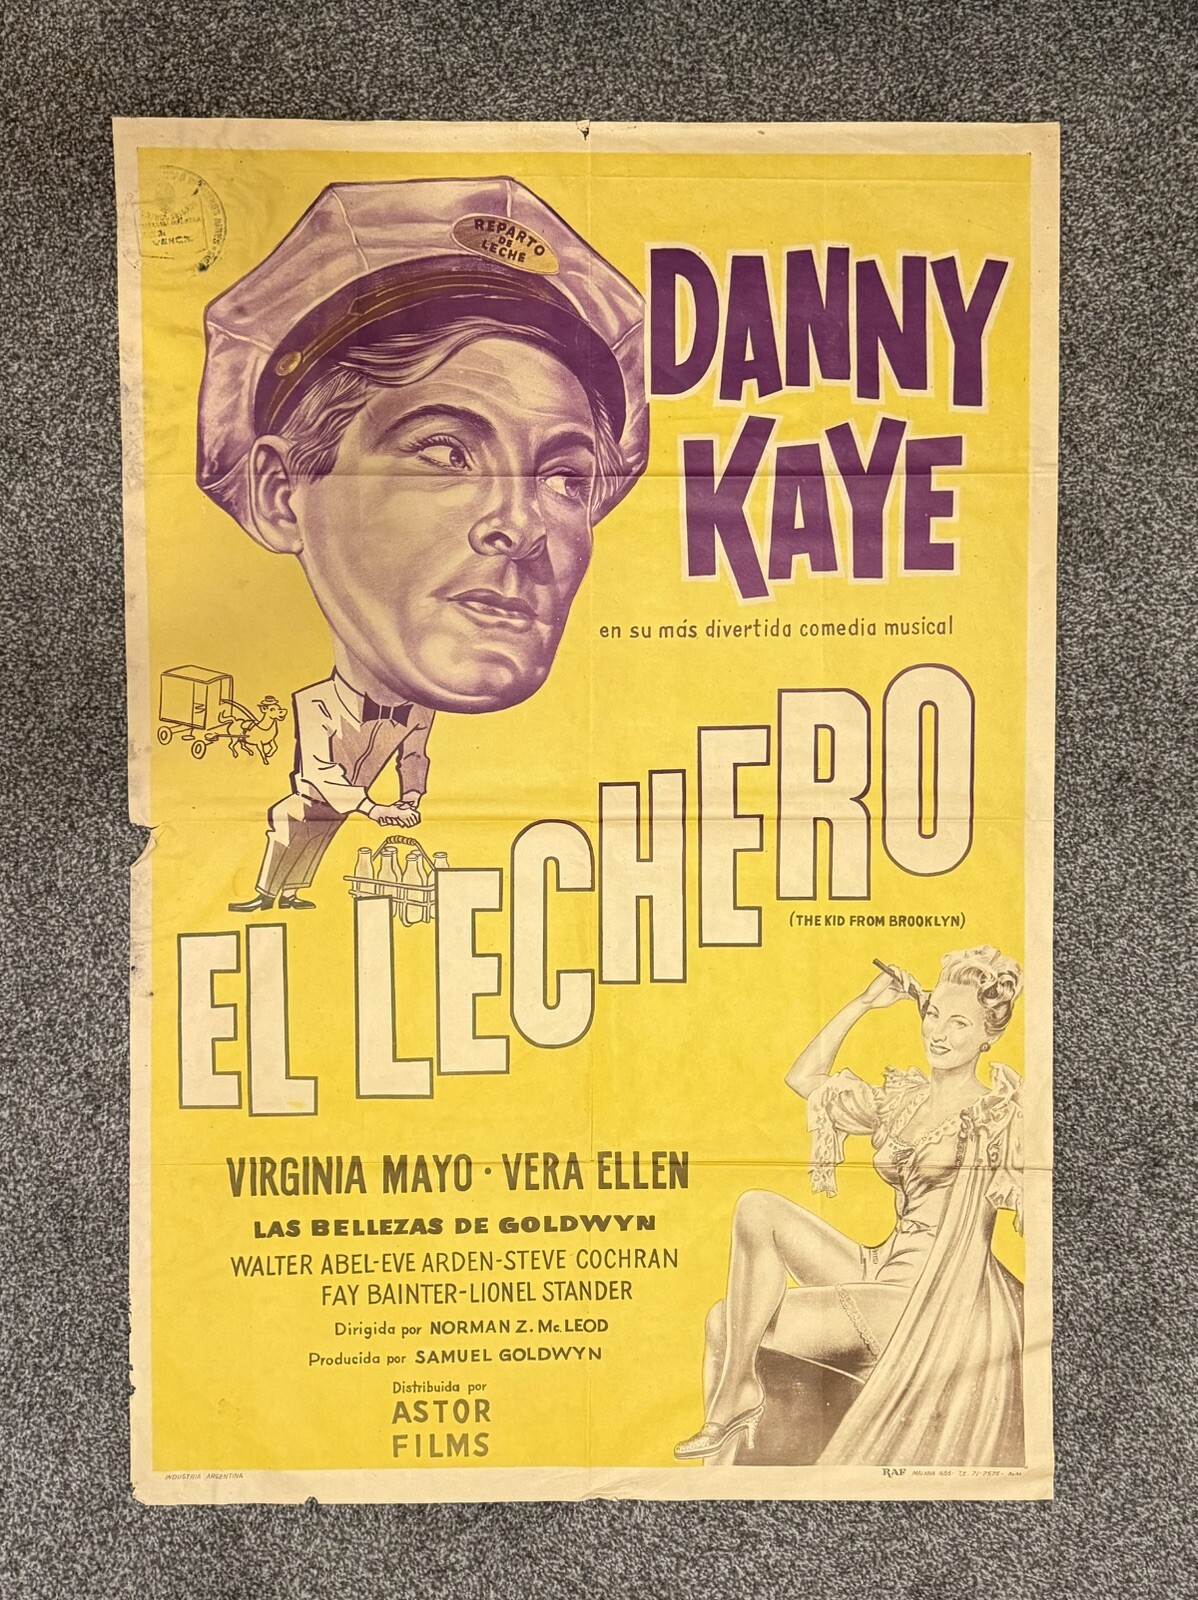 REPARTO
DE
LECHE
DANNY
KAYE
en su más divertida comedia musical
EL LECHERO
(THE KID FROM BROOKLYN)
VIRGINIA MAYO · VERA ELLEN
LAS BELLEZAS DE GOLDWYN
WALTER ABEL-EVE ARDEN-STEVE COCHRAN
FAY BAINTER-LIONEL STANDER
Dirigida por NORMAN Z. Mc. LEOD
Producida por SAMUEL GOLDWYN
Distribuida por
ASTOR
FILMS
INDUSTRIA ARGENTINA
RAF